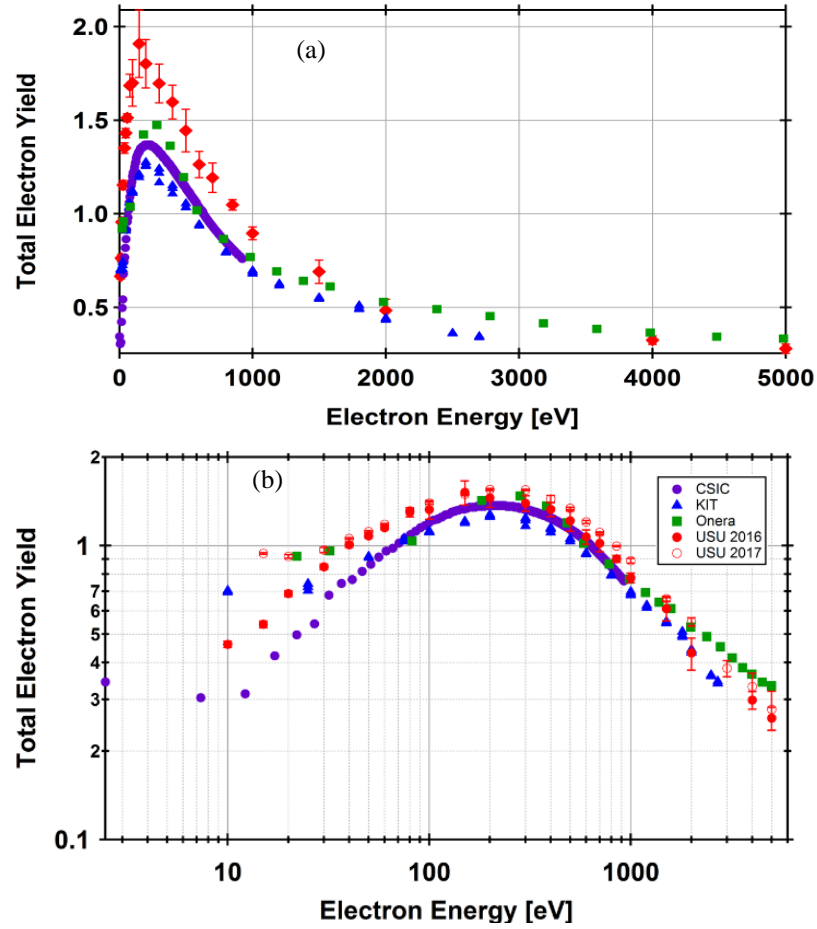 (a)
2.0
1.5
1.0
0.5
Total Electron Yield
0 1000 2000 3000 4000 5000
Electron Energy [eV]
(b)
2
1
7
6
5
4
3
2
0.1
Total Electron Yield
CSIC
KIT
Onera
USU 2016
USU 2017
10 100 1000
Electron Energy [eV]